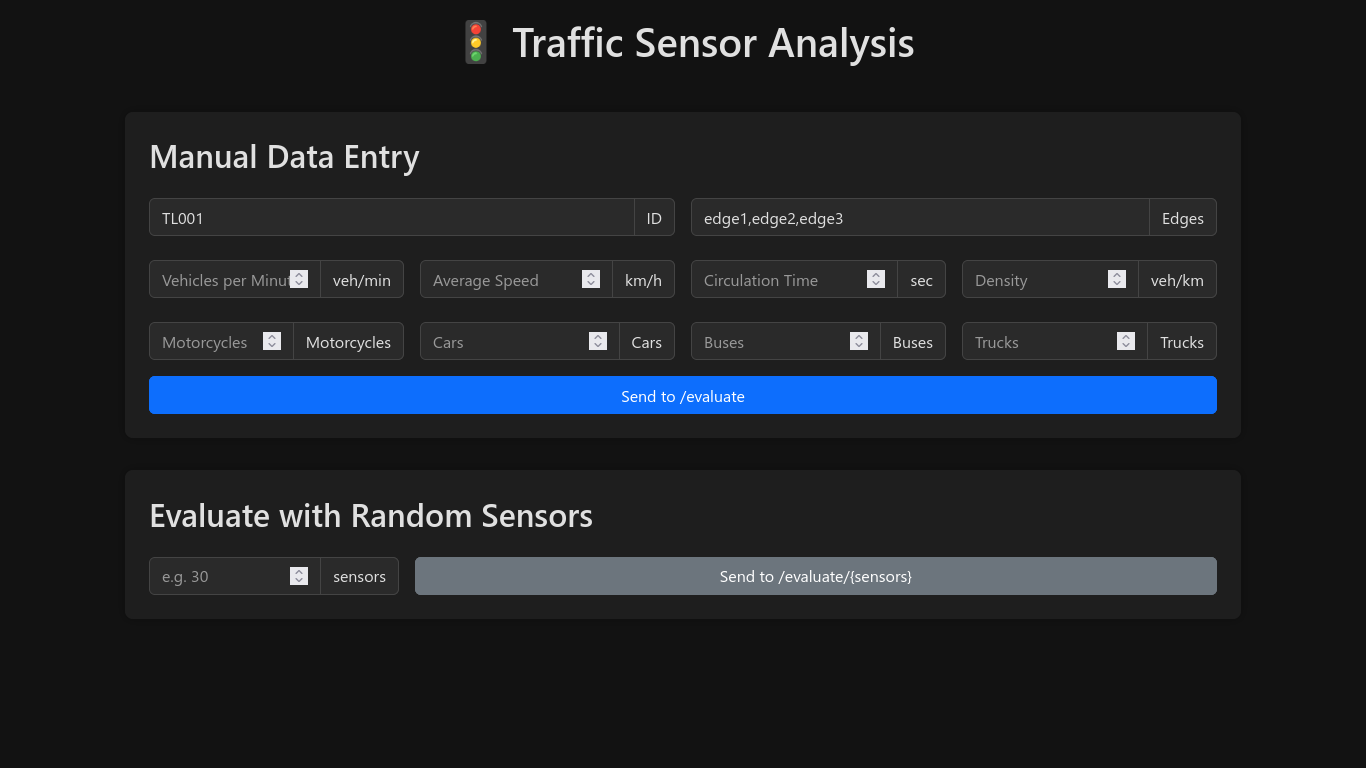 🚦 Traffic Sensor Analysis
Manual Data Entry
TL001 ID edge1,edge2,edge3 Edges
Vehicles per Minut veh/min Average Speed km/h Circulation Time sec Density veh/km
Motorcycles Motorcycles Cars Cars Buses Buses Trucks Trucks
Send to /evaluate
Evaluate with Random Sensors
e.g. 30 sensors Send to /evaluate/{sensors}